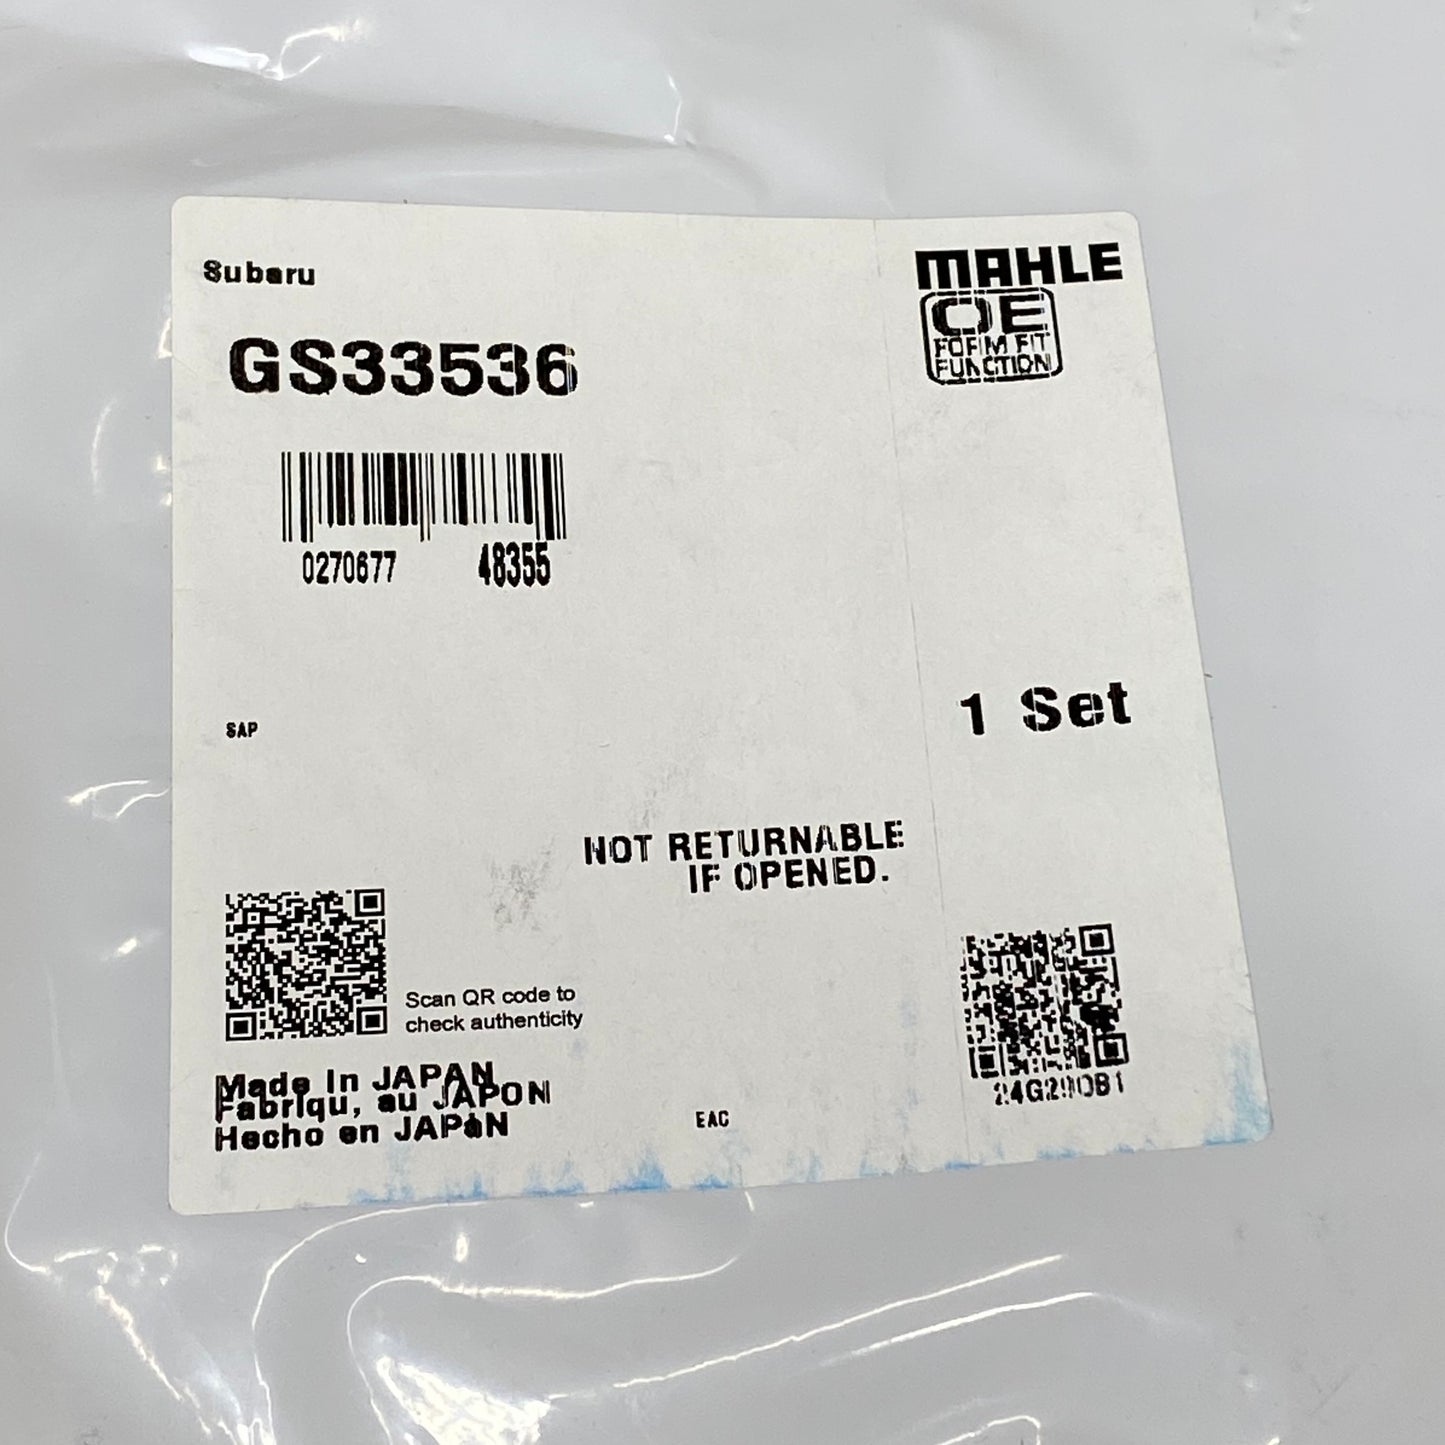 Subaru
MAHLE
OE
FORM FIT
FUNCTION
GS33536
0270677 48355
SAP
1 Set
NOT RETURNABLE
IF OPENED.
Scan QR code to
check authenticity
Made In JAPAN
Fabriqu, au JAPON
Hecho en JAPàN
EAC